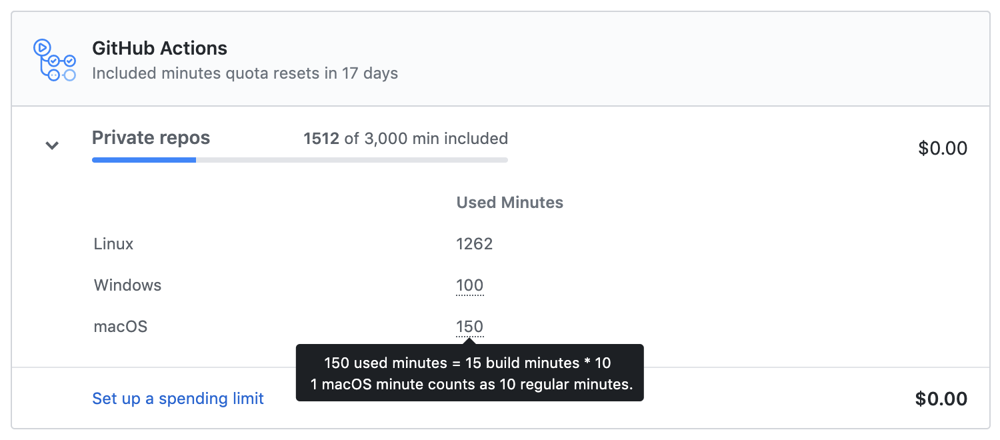 GitHub Actions
Included minutes quota resets in 17 days
Private repos 1512 of 3,000 min included $0.00
Used Minutes
Linux 1262
Windows 100
macOS 150
150 used minutes = 15 build minutes * 10
1 macOS minute counts as 10 regular minutes.
Set up a spending limit $0.00